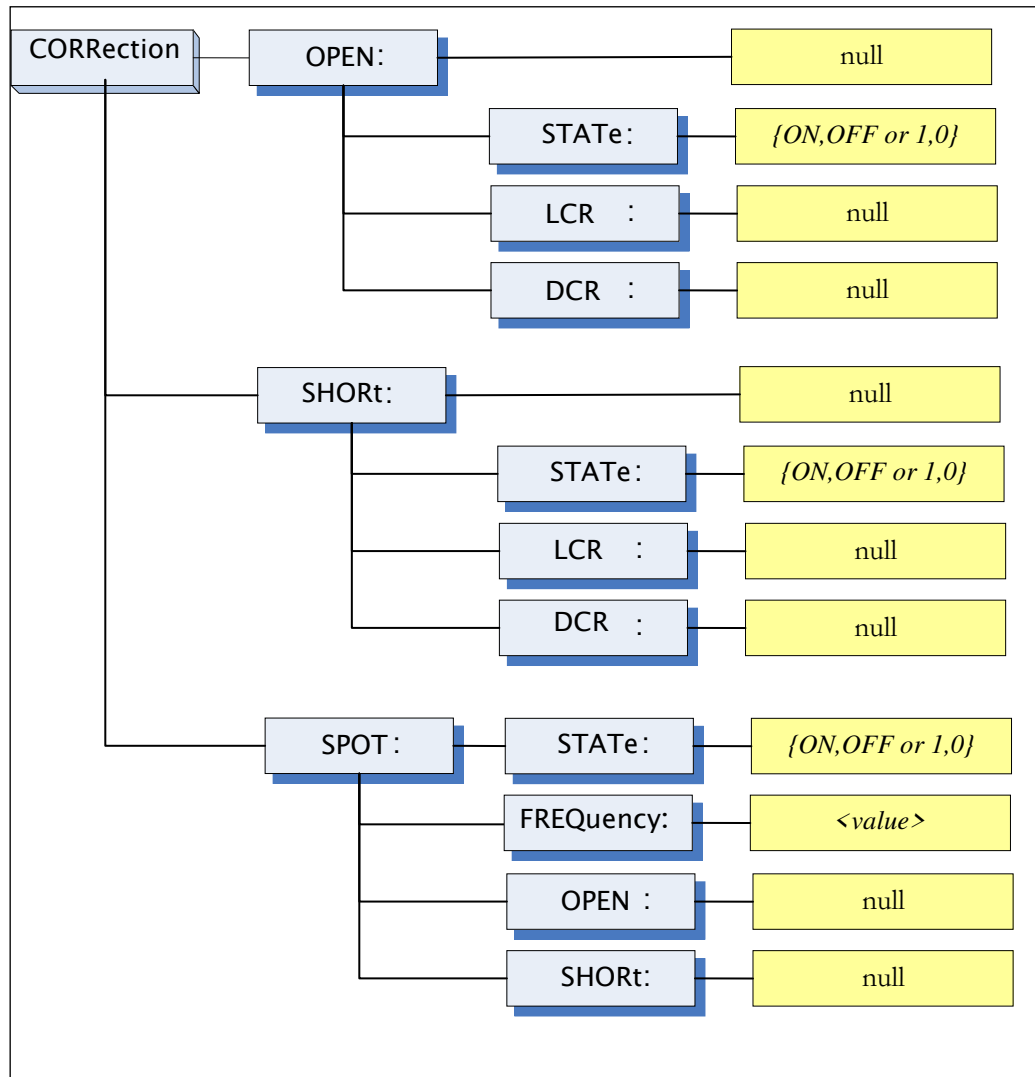 CORRection OPEN: null
STATe: {ON,OFF or 1,0}
LCR : null
DCR : null
SHORt: null
STATe: {ON,OFF or 1,0}
LCR : null
DCR : null
SPOT: STATe: {ON,OFF or 1,0}
FREQuency: <value>
OPEN : null
SHORt: null